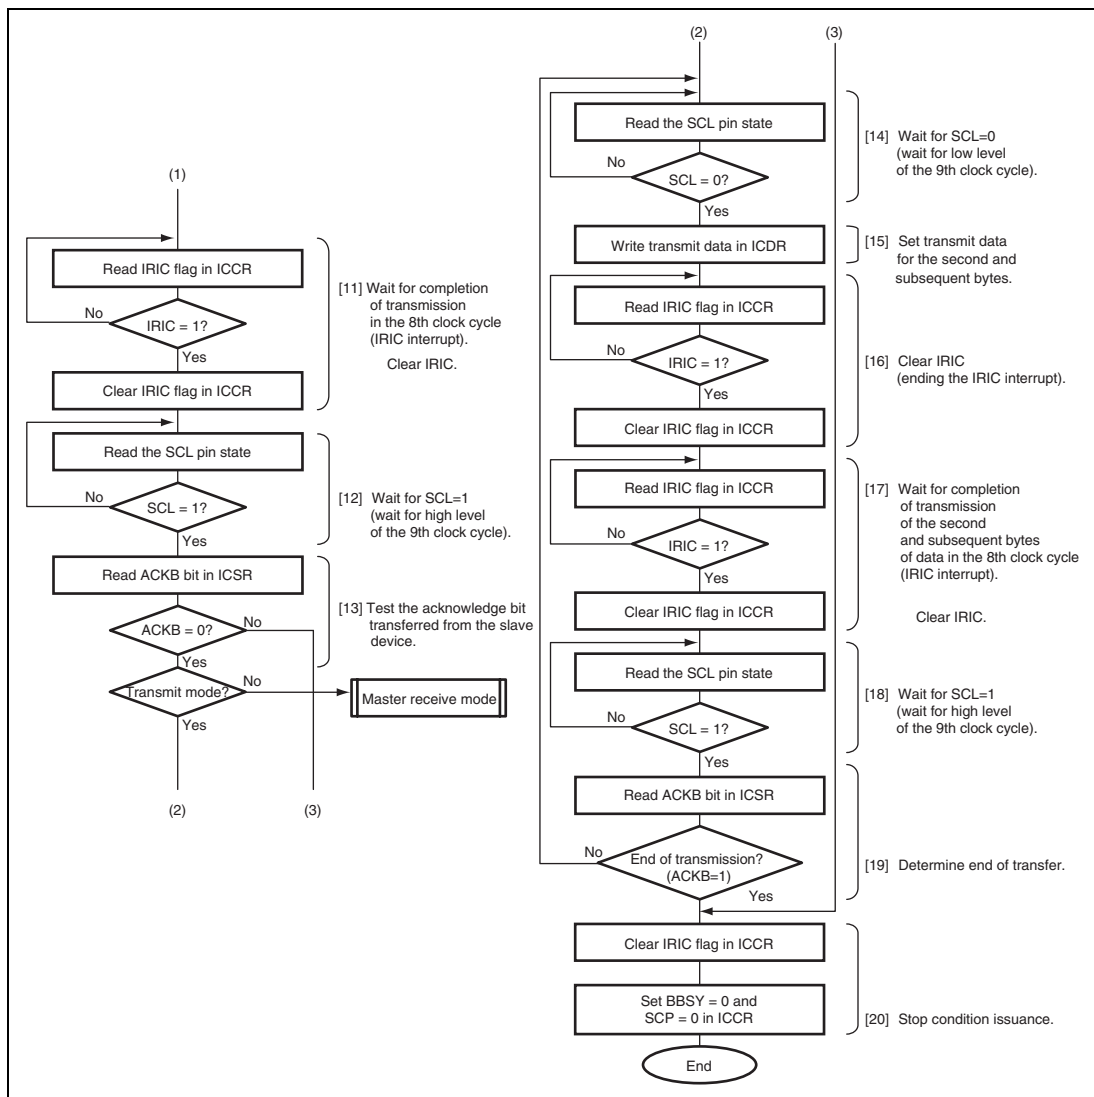 (1)
Read IRIC flag in ICCR
No
IRIC = 1?
Yes
Clear IRIC flag in ICCR
[11] Wait for completion
of transmission
in the 8th clock cycle
(IRIC interrupt).
Clear IRIC.
Read the SCL pin state
No
SCL = 1?
Yes
[12] Wait for SCL=1
(wait for high level
of the 9th clock cycle).
Read ACKB bit in ICSR
ACKB = 0?
No
Yes
[13] Test the acknowledge bit
transferred from the slave
device.
Transmit mode?
No
Master receive mode
Yes
(2)
(3)
(2)
(3)
Read the SCL pin state
No
SCL = 0?
Yes
[14] Wait for SCL=0
(wait for low level
of the 9th clock cycle).
Write transmit data in ICDR
[15] Set transmit data
for the second and
subsequent bytes.
Read IRIC flag in ICCR
No
IRIC = 1?
Yes
Clear IRIC flag in ICCR
[16] Clear IRIC
(ending the IRIC interrupt).
Read IRIC flag in ICCR
No
IRIC = 1?
Yes
Clear IRIC flag in ICCR
[17] Wait for completion
of transmission
of the second
and subsequent bytes
of data in the 8th clock cycle
(IRIC interrupt).
Clear IRIC.
Read the SCL pin state
No
SCL = 1?
Yes
[18] Wait for SCL=1
(wait for high level
of the 9th clock cycle).
Read ACKB bit in ICSR
No
End of transmission?
(ACKB=1)
Yes
[19] Determine end of transfer.
Clear IRIC flag in ICCR
Set BBSY = 0 and
SCP = 0 in ICCR
[20] Stop condition issuance.
End